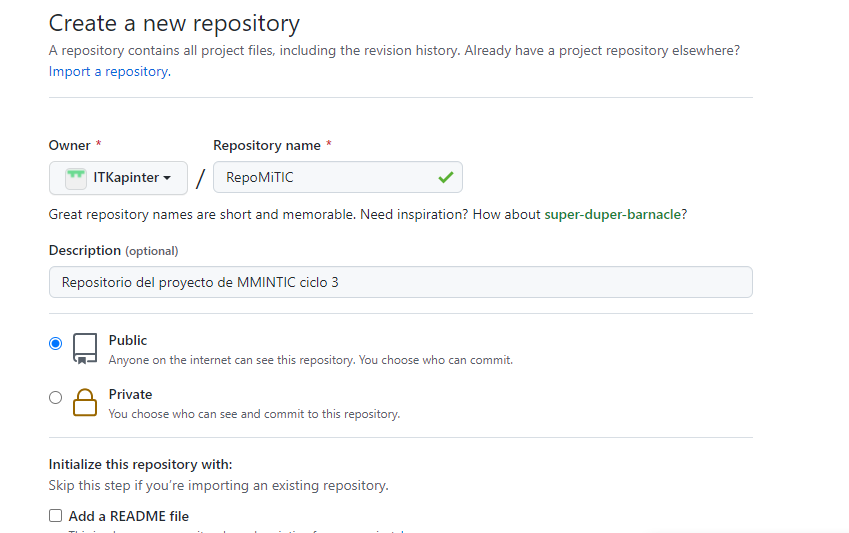 Create a new repository
A repository contains all project files, including the revision history. Already have a project repository elsewhere?
Import a repository.
Owner * Repository name *
ITKapinter / RepoMiTIC
Great repository names are short and memorable. Need inspiration? How about super-duper-barnacle?
Description (optional)
Repositorio del proyecto de MMINTIC ciclo 3
Public
Anyone on the internet can see this repository. You choose who can commit.
Private
You choose who can see and commit to this repository.
Initialize this repository with:
Skip this step if you're importing an existing repository.
Add a README file